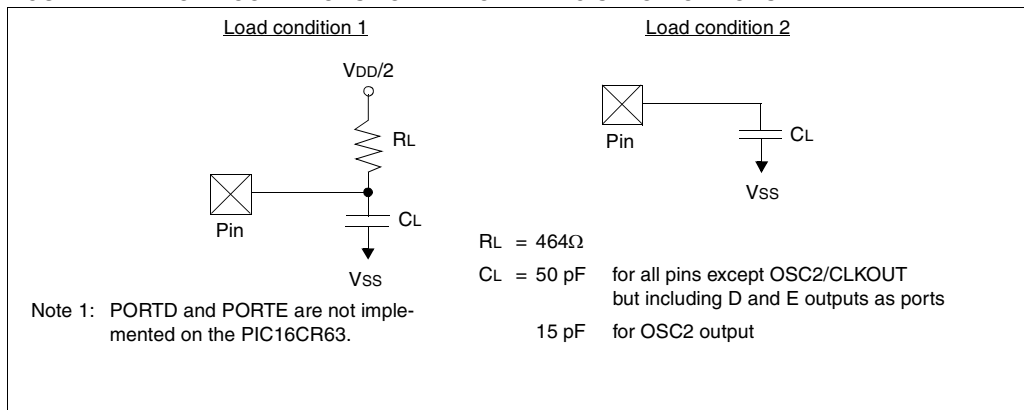 Load condition 1
VDD/2
RL
Pin
CL
VSS
Note 1: PORTD and PORTE are not imple-
mented on the PIC16CR63.
Load condition 2
Pin
CL
VSS
RL = 464Ω
CL = 50 pF for all pins except OSC2/CLKOUT
but including D and E outputs as ports
15 pF for OSC2 output